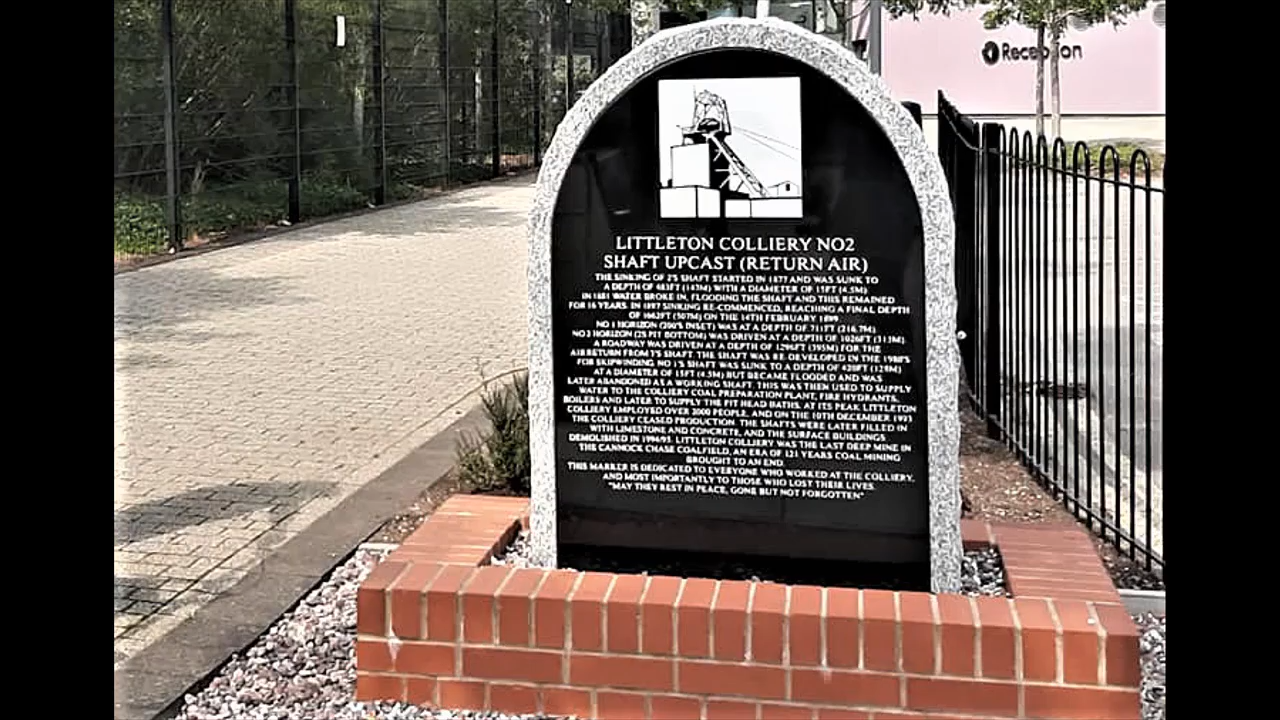 Reception
LITTLETON COLLIERY NO2
SHAFT UPCAST (RETURN AIR)
THE SINKING OF 2'S SHAFT STARTED IN 1877 AND WAS SUNK TO
A DEPTH OF 483FT (147M) WITH A DIAMETER OF 15FT (4.5M)
IN 1881 WATER BROKE IN, FLOODING THE SHAFT AND THIS REMAINED
FOR 16 YEARS. IN 1897 SINKING RE-COMMENCED, REACHING A FINAL DEPTH
OF 1662FT (507M) ON THE 14TH FEBRUARY 1899
NO 1 HORIZON (200'S INSET) WAS AT A DEPTH OF 711FT (216.7M)
NO 2 HORIZON (2S PIT BOTTOM) WAS DRIVEN AT A DEPTH OF 1026FT (313M)
A ROADWAY WAS DRIVEN AT A DEPTH OF 1296FT (395M) FOR THE
AIR RETURN FROM 3'S SHAFT. THE SHAFT WAS RE DEVELOPED IN THE 1980'S
FOR SKIPWINDING NO 1'S SHAFT WAS SUNK TO A DEPTH OF 420FT (128M)
AT A DIAMETER OF 15FT (4.5M) BUT BECAME FLOODED AND WAS
LATER ABANDONED AS A WORKING SHAFT. THIS WAS THEN USED TO SUPPLY
WATER TO THE COLLIERY COAL PREPARATION PLANT, FIRE HYDRANTS,
BOILERS AND LATER TO SUPPLY THE PIT HEAD BATHS. AT ITS PEAK LITTLETON
COLLIERY EMPLOYED OVER 2000 PEOPLE, AND ON THE 10TH DECEMBER 1993
THE COLLIERY CEASED PRODUCTION. THE SHAFTS WERE LATER FILLED IN
WITH LIMESTONE AND CONCRETE, AND THE SURFACE BUILDINGS
DEMOLISHED IN 1994/95. LITTLETON COLLIERY WAS THE LAST DEEP MINE IN
THE CANNOCK CHASE COALFIELD, AN ERA OF 121 YEARS COAL MINING
BROUGHT TO AN END.
THIS MARKER IS DEDICATED TO EVERYONE WHO WORKED AT THE COLLIERY,
AND MOST IMPORTANTLY TO THOSE WHO LOST THEIR LIVES.
"MAY THEY REST IN PEACE, GONE BUT NOT FORGOTTEN"